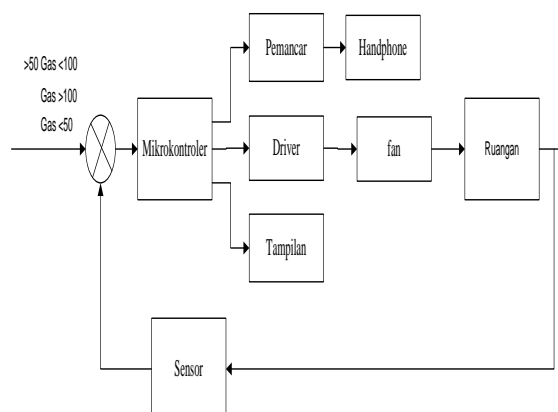 >50 Gas <100
Gas >100
Gas <50
Pemancar
Handphone
Mikrokontroler
Driver
fan
Ruangan
Tampilan
Sensor